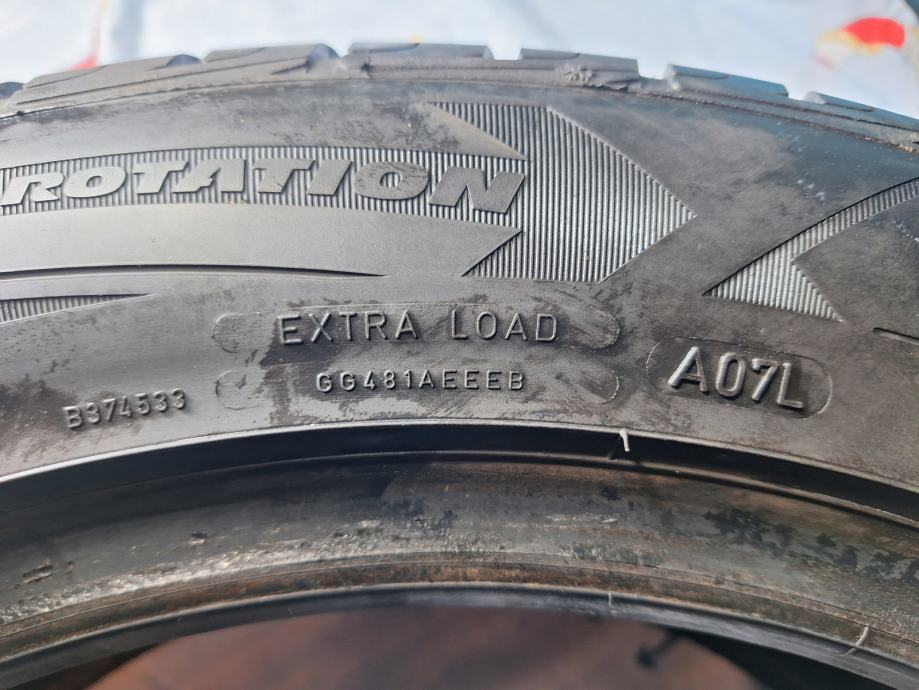 ROTATION
EXTRA LOAD
GG481AEEEB
A07L
B374533